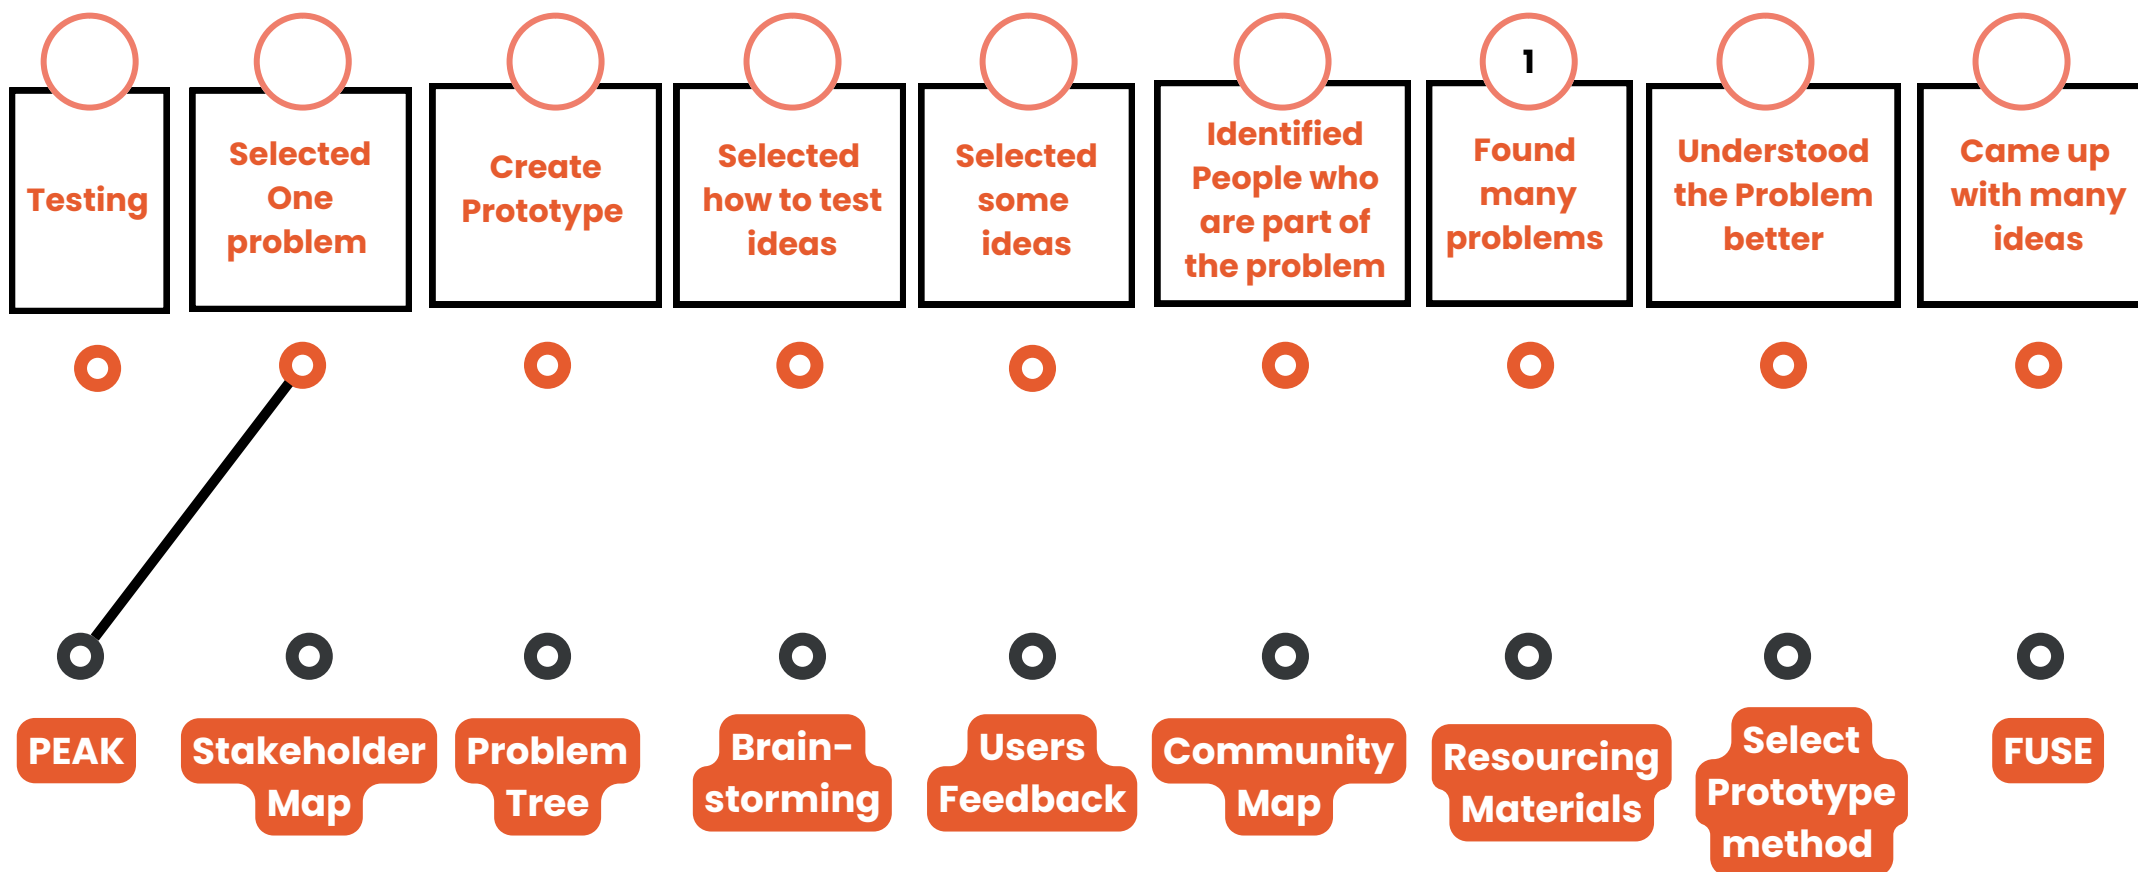 Testing
Selected
One
problem
Create
Prototype
Selected
how to test
ideas
Selected
some
ideas
Identified
People who
are part of
the problem
1
Found
many
problems
Understood
the Problem
better
Came up
with many
ideas
PEAK
Stakeholder
Map
Problem
Tree
Brain-
storming
Users
Feedback
Community
Map
Resourcing
Materials
Select
Prototype
method
FUSE